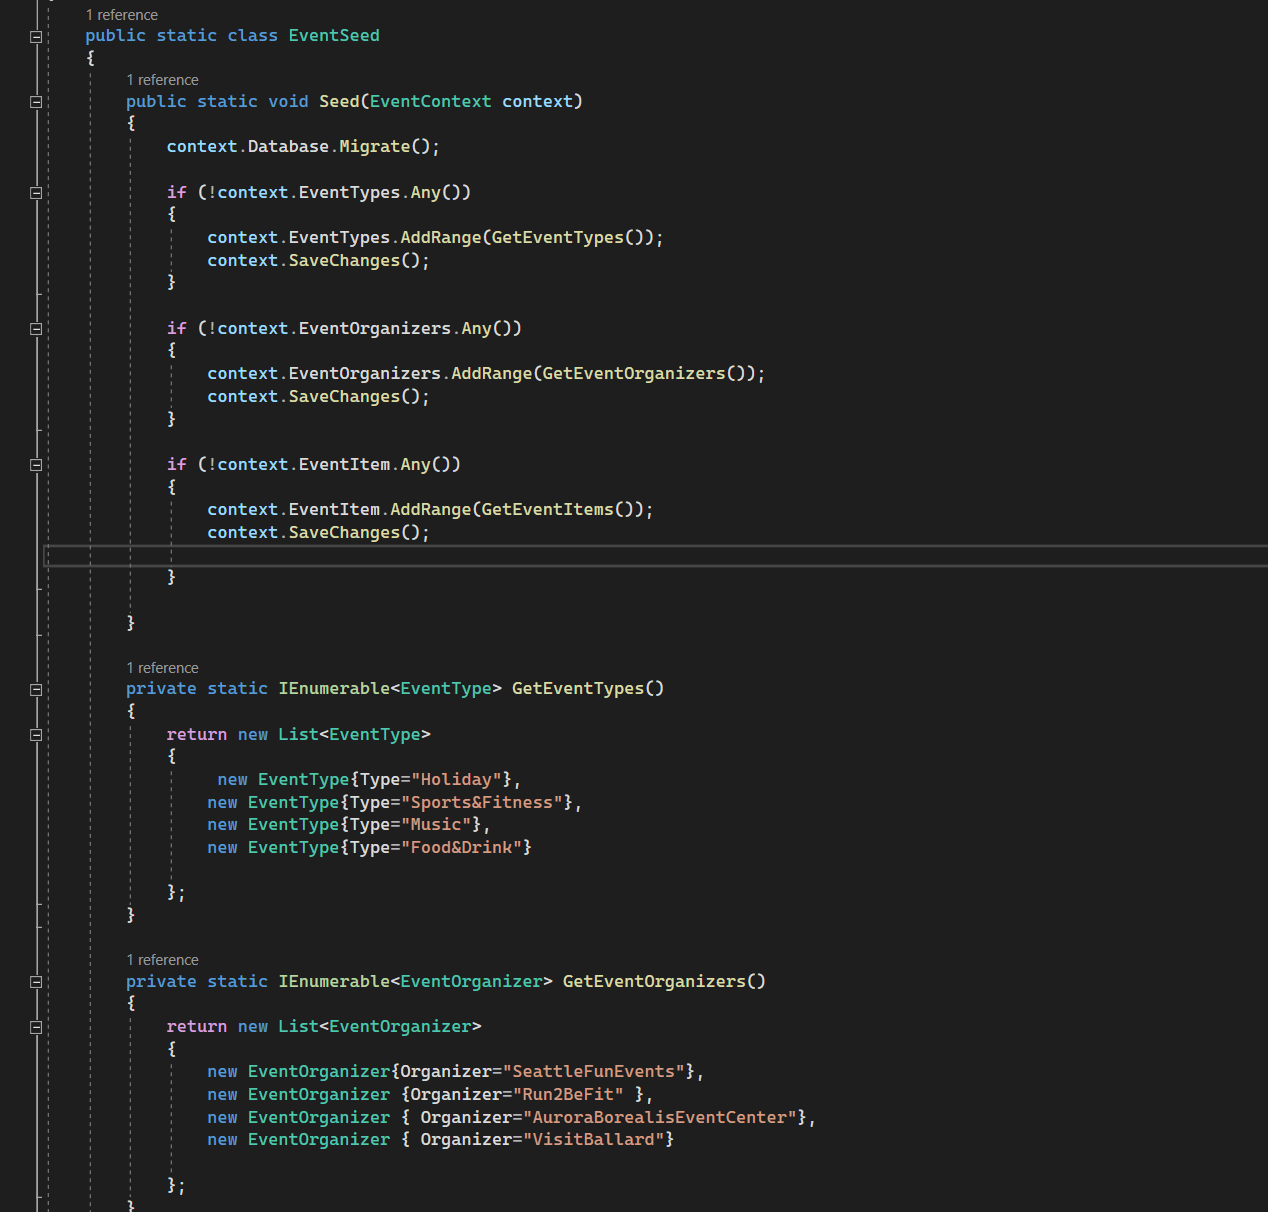 1 reference
public static class EventSeed
{
1 reference
public static void Seed(EventContext context)
{
context.Database.Migrate();
if (!context.EventTypes.Any())
{
context.EventTypes.AddRange(GetEventTypes());
context.SaveChanges();
}
if (!context.EventOrganizers.Any())
{
context.EventOrganizers.AddRange(GetEventOrganizers());
context.SaveChanges();
}
if (!context.EventItem.Any())
{
context.EventItem.AddRange(GetEventItems());
context.SaveChanges();
}
}
1 reference
private static IEnumerable<EventType> GetEventTypes()
{
return new List<EventType>
{
new EventType{Type="Holiday"},
new EventType{Type="Sports&Fitness"},
new EventType{Type="Music"},
new EventType{Type="Food&Drink"}
};
}
1 reference
private static IEnumerable<EventOrganizer> GetEventOrganizers()
{
return new List<EventOrganizer>
{
new EventOrganizer{Organizer="SeattleFunEvents"},
new EventOrganizer {Organizer="Run2BeFit" },
new EventOrganizer { Organizer="AuroraBorealisEventCenter"},
new EventOrganizer { Organizer="VisitBallard"}
};
}